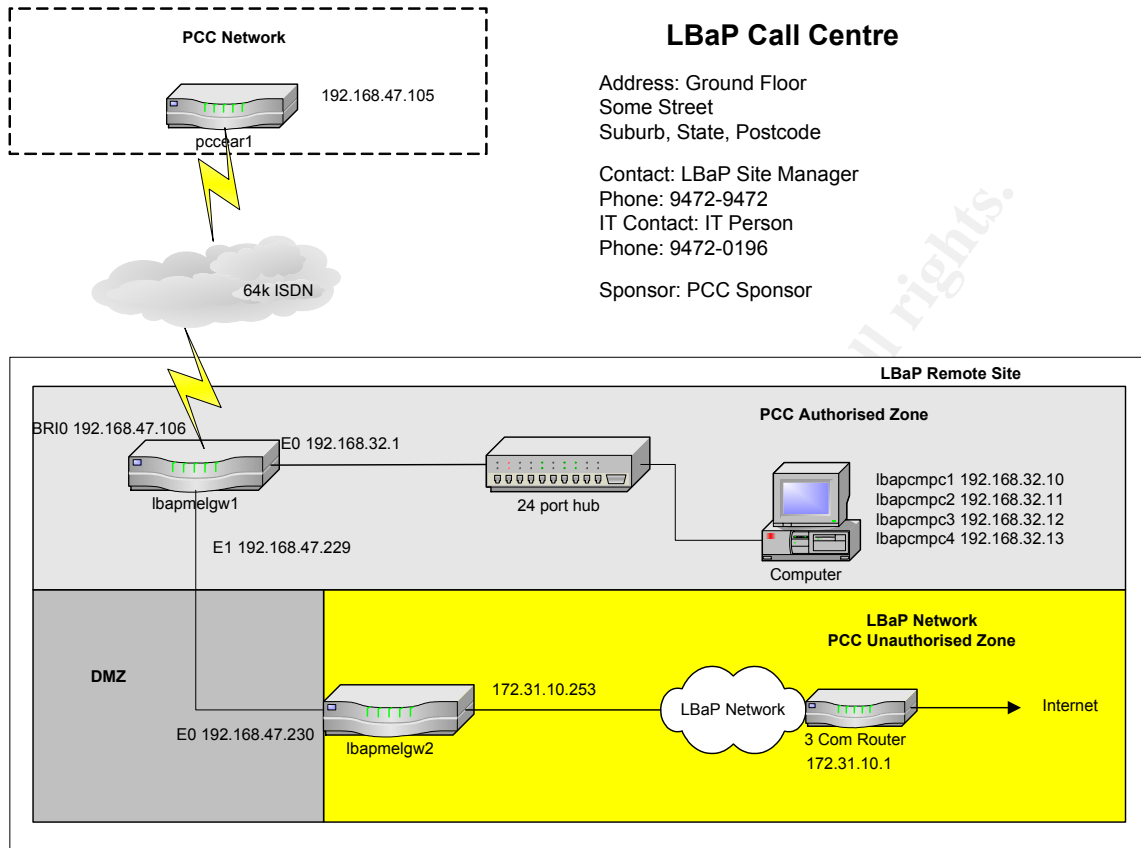 PCC Network
192.168.47.105
pccear1
LBaP Call Centre
Address: Ground Floor
Some Street
Suburb, State, Postcode
Contact: LBaP Site Manager
Phone: 9472-9472
IT Contact: IT Person
Phone: 9472-0196
Sponsor: PCC Sponsor
64k ISDN
ll rights.
LBaP Remote Site
PCC Authorised Zone
BRI0 192.168.47.106
E0 192.168.32.1
lbapmelgw1
24 port hub
lbapcmpc1 192.168.32.10
lbapcmpc2 192.168.32.11
lbapcmpc3 192.168.32.12
lbapcmpc4 192.168.32.13
Computer
E1 192.168.47.229
LBaP Network
PCC Unauthorised Zone
DMZ
172.31.10.253
LBaP Network
Internet
E0 192.168.47.230
lbapmelgw2
3 Com Router
172.31.10.1